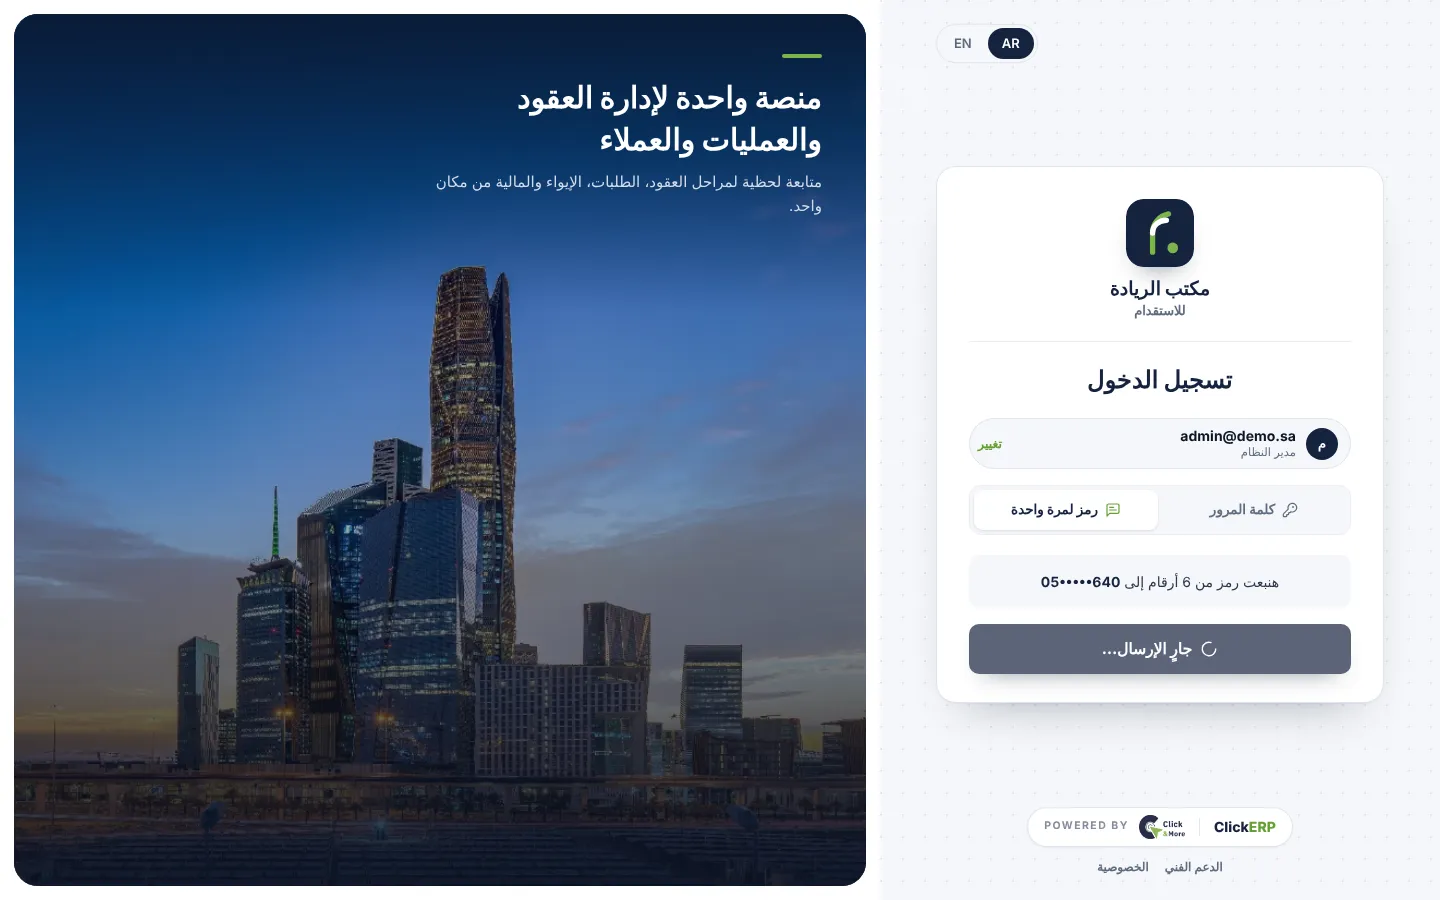 منصة واحدة لإدارة العقود
والعمليات والعملاء
متابعة لحظية لمراحل العقود، الطلبات، الإيواء والمالية من مكان
واحد.
EN AR
مكتب الريادة
للاستقدام
تسجيل الدخول
م
admin@demo.sa
مدير النظام
تغيير
كلمة المرور
رمز لمرة واحدة
هنبعت رمز من 6 أرقام إلى 05•••••640
جارٍ الإرسال...
POWERED BY Click &More ClickERP
الدعم الفني الخصوصية